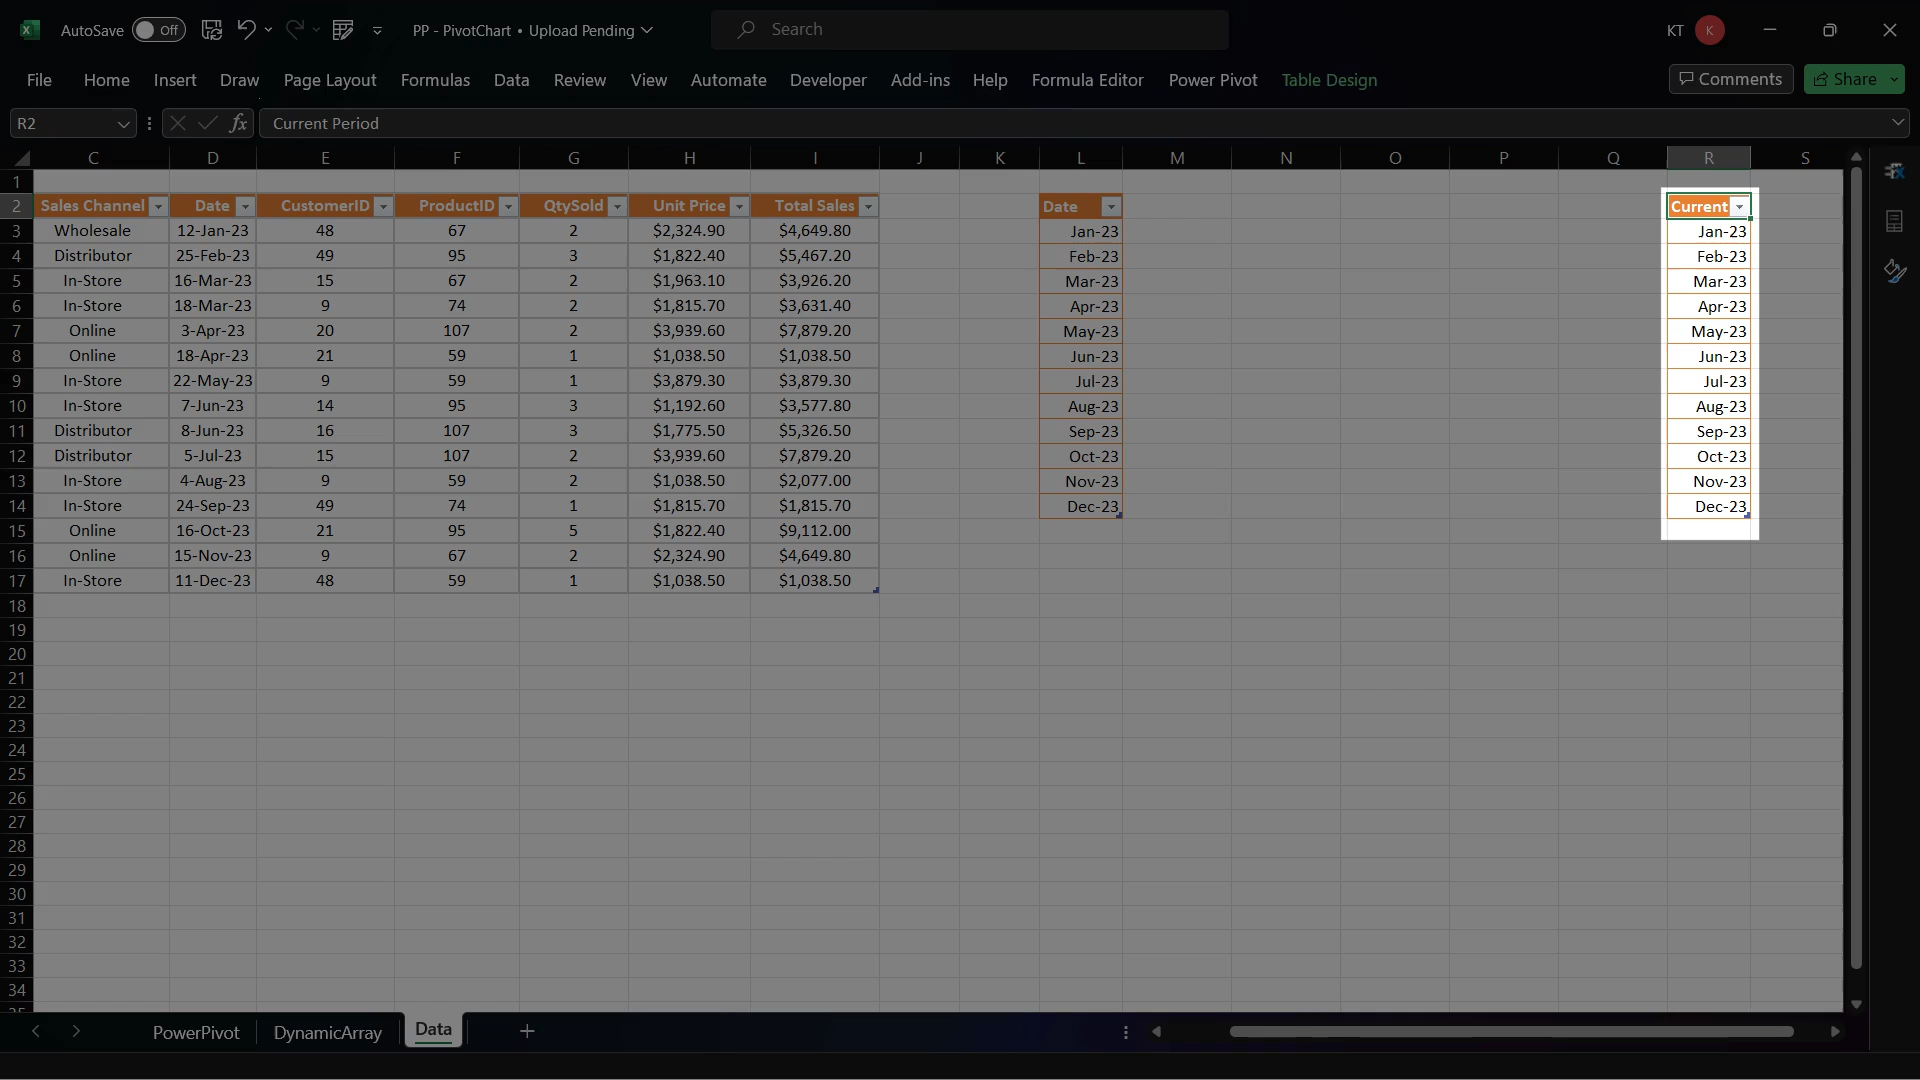 AutoSave Off PP - PivotChart • Upload Pending Search KT K
File Home Insert Draw Page Layout Formulas Data Review View Automate Developer Add-ins Help Formula Editor Power Pivot Table Design Comments Share
R2 fx Current Period
C D E F G H I J K L M N O P Q R S
1
2 Sales Channel Date CustomerID ProductID QtySold Unit Price Total Sales Date Current
3 Wholesale 12-Jan-23 48 67 2 $2,324.90 $4,649.80 Jan-23 Jan-23
4 Distributor 25-Feb-23 49 95 3 $1,822.40 $5,467.20 Feb-23 Feb-23
5 In-Store 16-Mar-23 15 67 2 $1,963.10 $3,926.20 Mar-23 Mar-23
6 In-Store 18-Mar-23 9 74 2 $1,815.70 $3,631.40 Apr-23 Apr-23
7 Online 3-Apr-23 20 107 2 $3,939.60 $7,879.20 May-23 May-23
8 Online 18-Apr-23 21 59 1 $1,038.50 $1,038.50 Jun-23 Jun-23
9 In-Store 22-May-23 9 59 1 $3,879.30 $3,879.30 Jul-23 Jul-23
10 In-Store 7-Jun-23 14 95 3 $1,192.60 $3,577.80 Aug-23 Aug-23
11 Distributor 8-Jun-23 16 107 3 $1,775.50 $5,326.50 Sep-23 Sep-23
12 Distributor 5-Jul-23 15 107 2 $3,939.60 $7,879.20 Oct-23 Oct-23
13 In-Store 4-Aug-23 9 59 2 $1,038.50 $2,077.00 Nov-23 Nov-23
14 In-Store 24-Sep-23 49 74 1 $1,815.70 $1,815.70 Dec-23 Dec-23
15 Online 16-Oct-23 21 95 5 $1,822.40 $9,112.00
16 Online 15-Nov-23 9 67 2 $2,324.90 $4,649.80
17 In-Store 11-Dec-23 48 59 1 $1,038.50 $1,038.50
18
19
20
21
22
23
24
25
26
27
28
29
30
31
32
33
34
PowerPivot DynamicArray Data